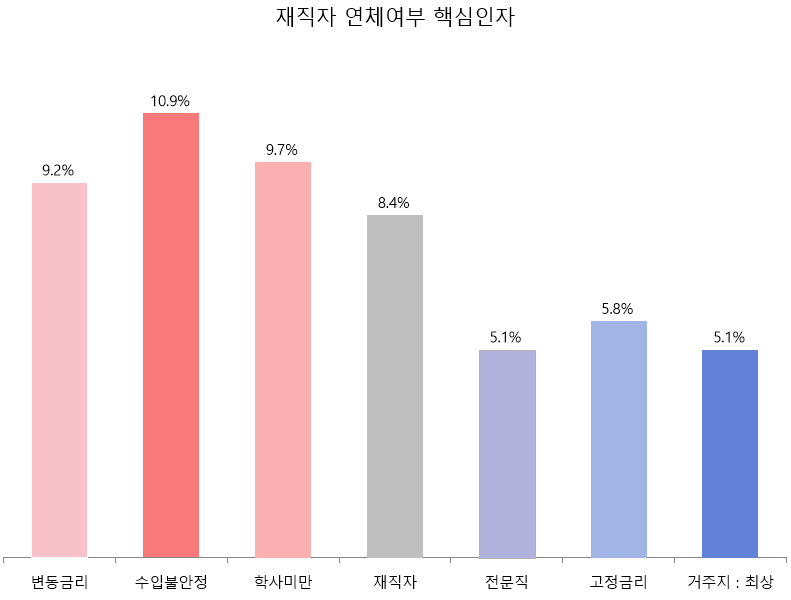 재직자 연체여부 핵심인자
9.2%
10.9%
9.7%
8.4%
5.1%
5.8%
5.1%
변동금리
수입불안정
학사미만
재직자
전문직
고정금리
거주지 : 최상